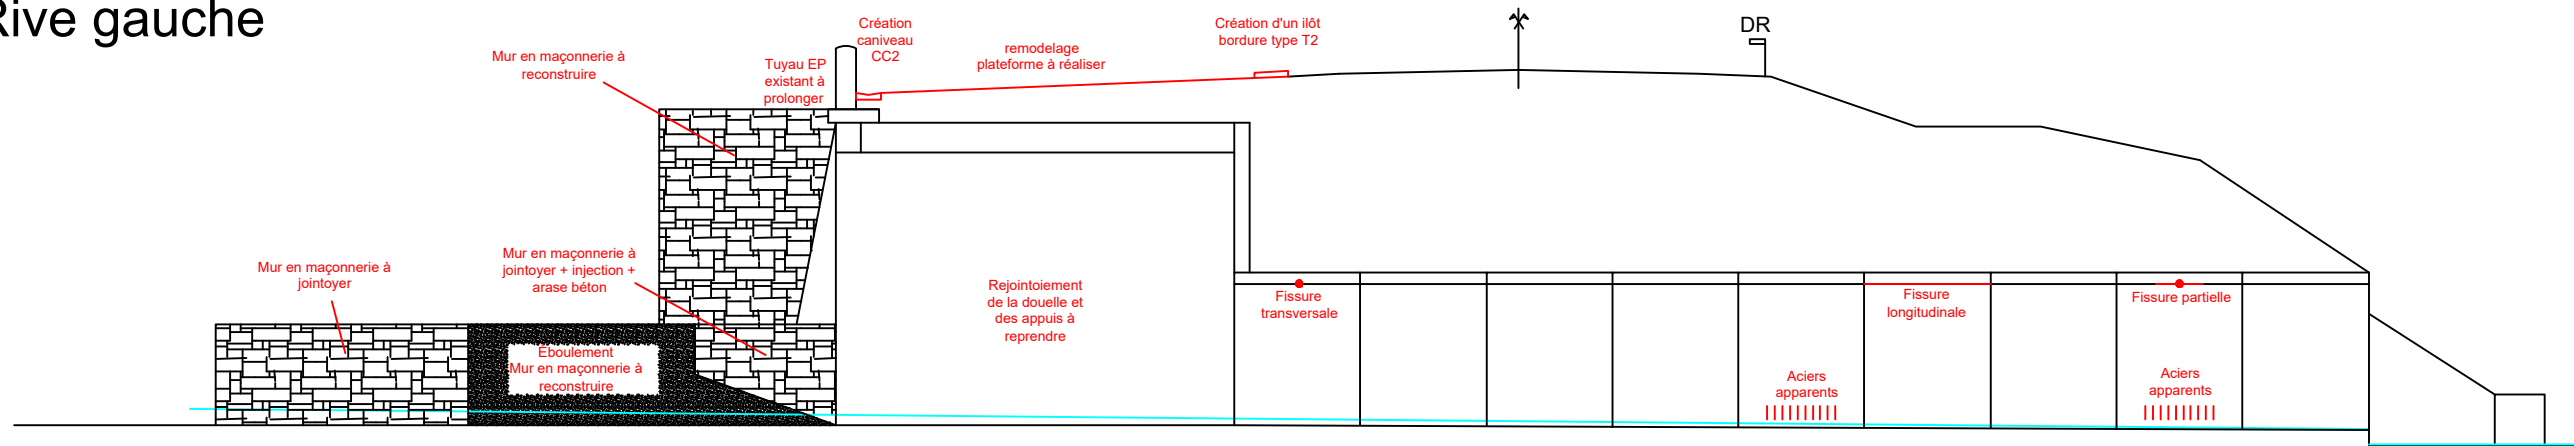 Rive gauche
Mur en maçonnerie à
reconstruire
Tuyau EP
existant à
prolonger
Création
caniveau
CC2
remodelage
plateforme à réaliser
Création d'un ilôt
bordure type T2
DR
Mur en maçonnerie à
jointoyer
Mur en maçonnerie à
jointoyer + injection +
arase béton
Éboulement
Mur en maçonnerie à
reconstruire
Rejointoiement
de la douelle et
des appuis à
reprendre
Fissure
transversale
Fissure
longitudinale
Fissure partielle
Aciers
apparents
Aciers
apparents